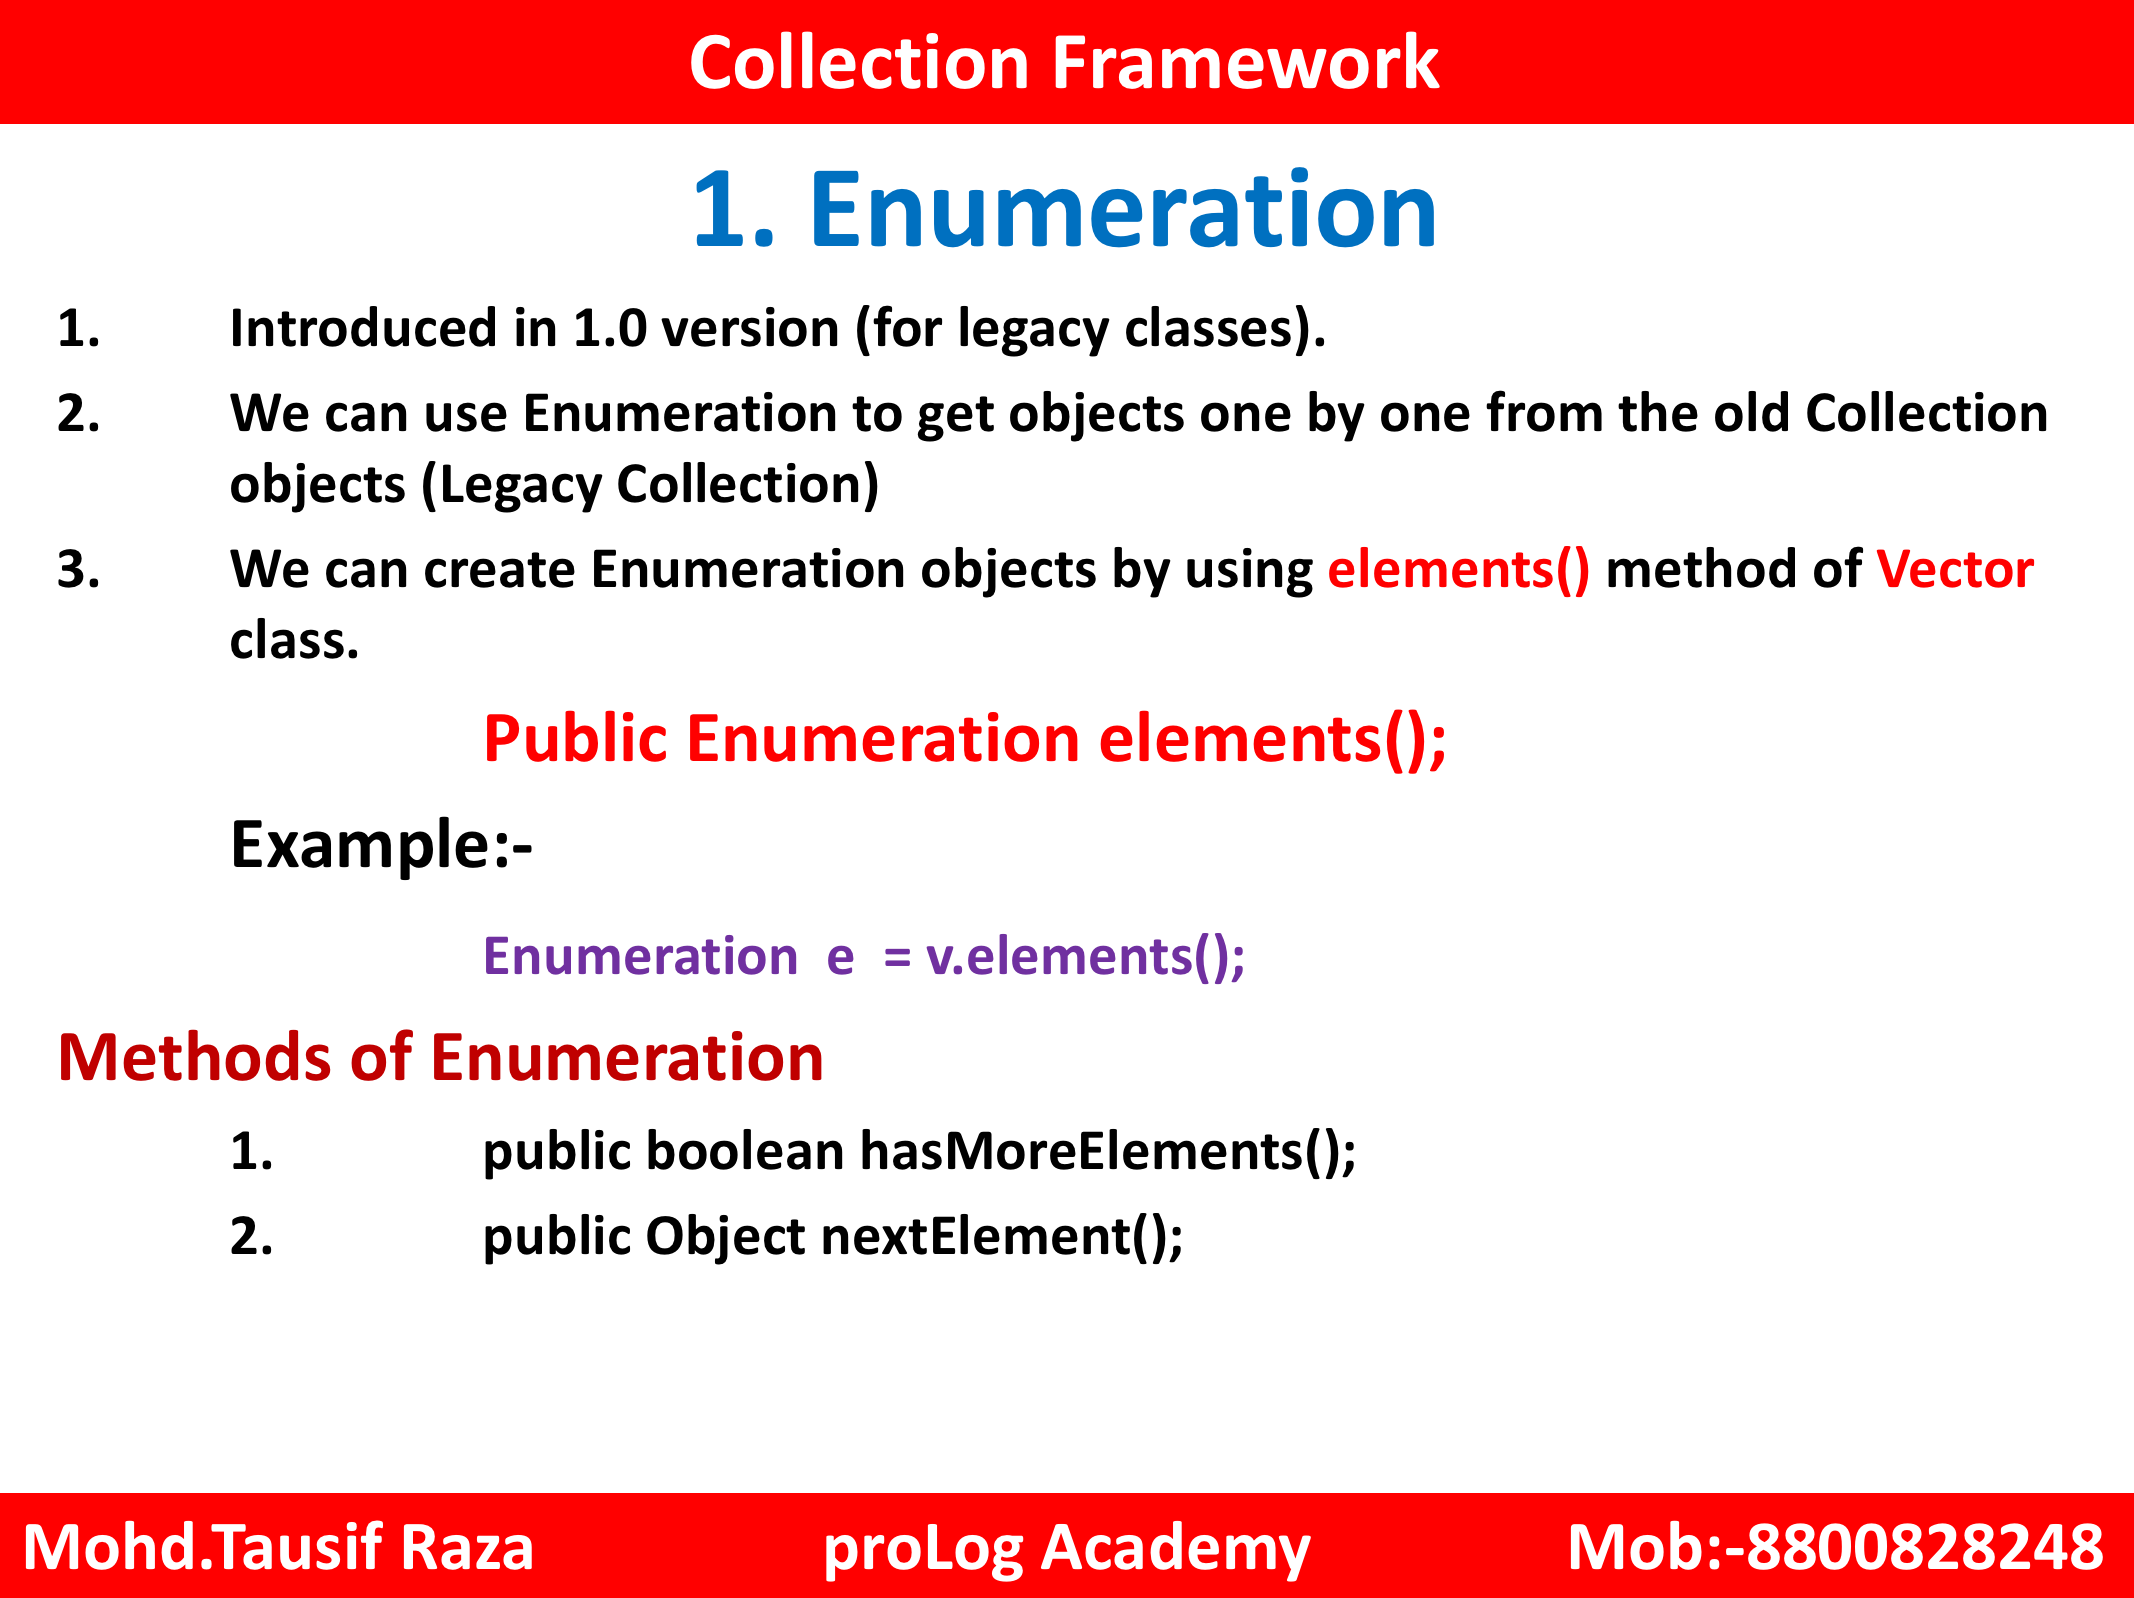 Collection Framework
1. Enumeration
1. Introduced in 1.0 version (for legacy classes).
2. We can use Enumeration to get objects one by one from the old Collection
objects (Legacy Collection)
3. We can create Enumeration objects by using elements() method of Vector
class.
Public Enumeration elements();
Example:-
Enumeration e = v.elements();
Methods of Enumeration
1. public boolean hasMoreElements();
2. public Object nextElement();
Mohd.Tausif Raza proLog Academy Mob:-8800828248